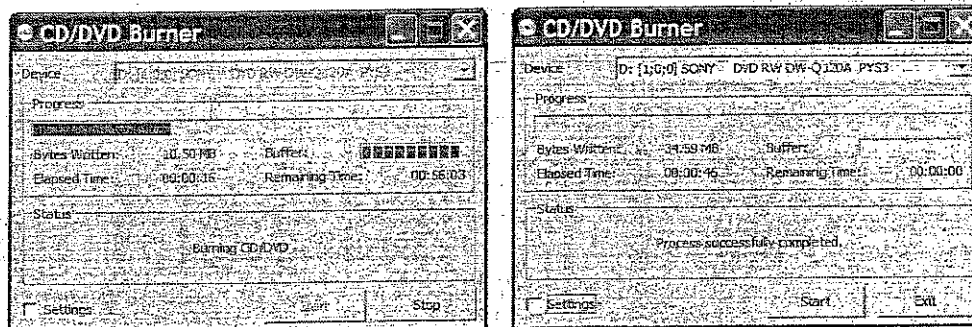 CD/DVD Burner
Device
Progress
Bytes Written: 10.50 MB Buffer:
Elapsed Time: 00:00:16 Remaining Time: 00:56:03
Status
Burning CD/DVD
Settings Start Stop
CD/DVD Burner
Device D: [1;0;0] SONY DVD RW DW-Q120A PYS3
Progress
Bytes Written: 34.59 MB Buffer:
Elapsed Time: 00:00:46 Remaining Time: 00:00:00
Status
Process successfully completed.
Settings Start Exit